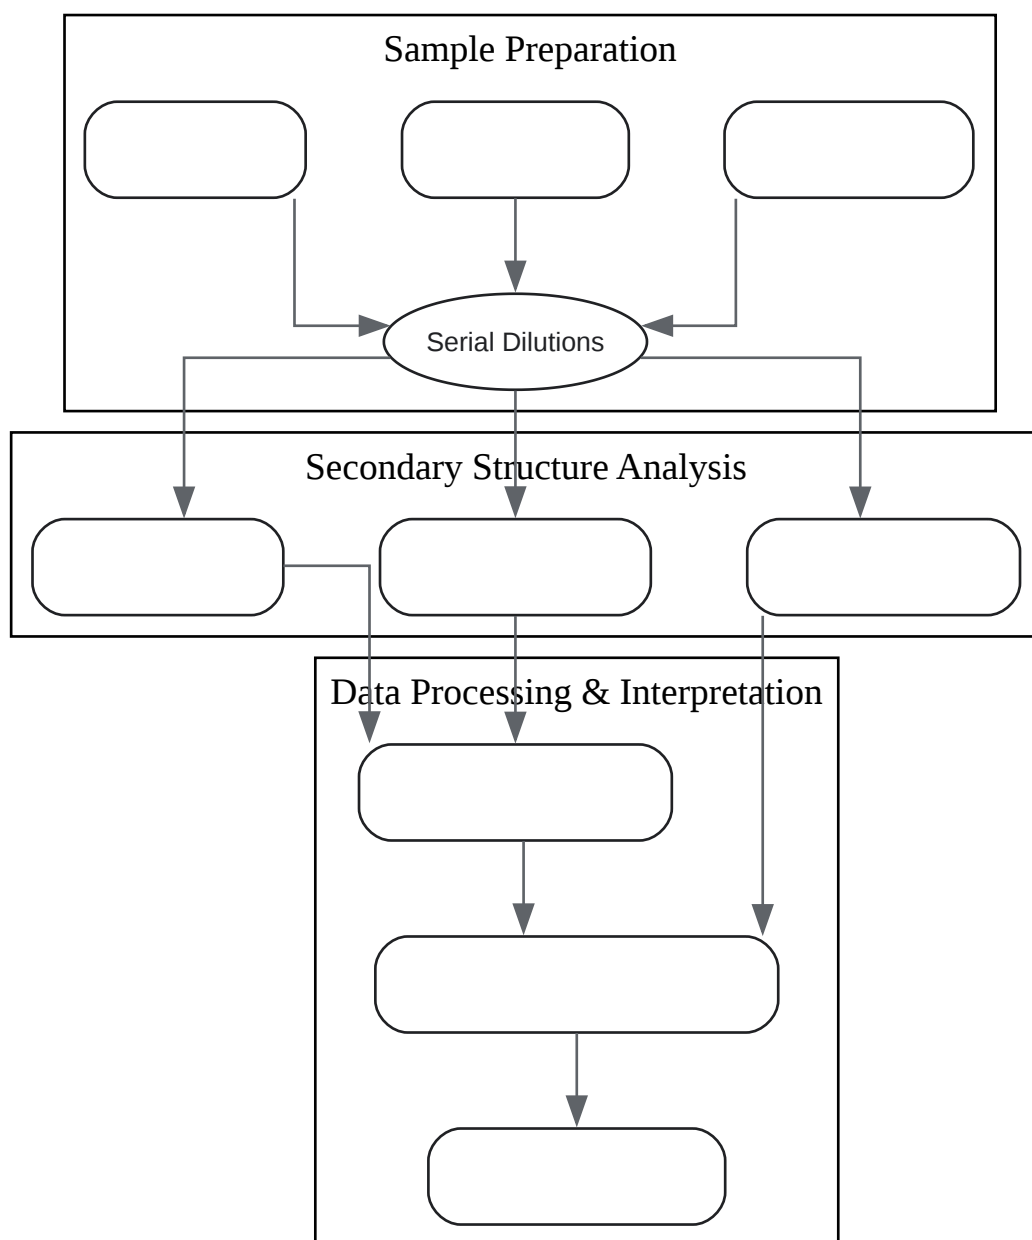 Sample Preparation
Serial Dilutions
Secondary Structure Analysis
Data Processing & Interpretation